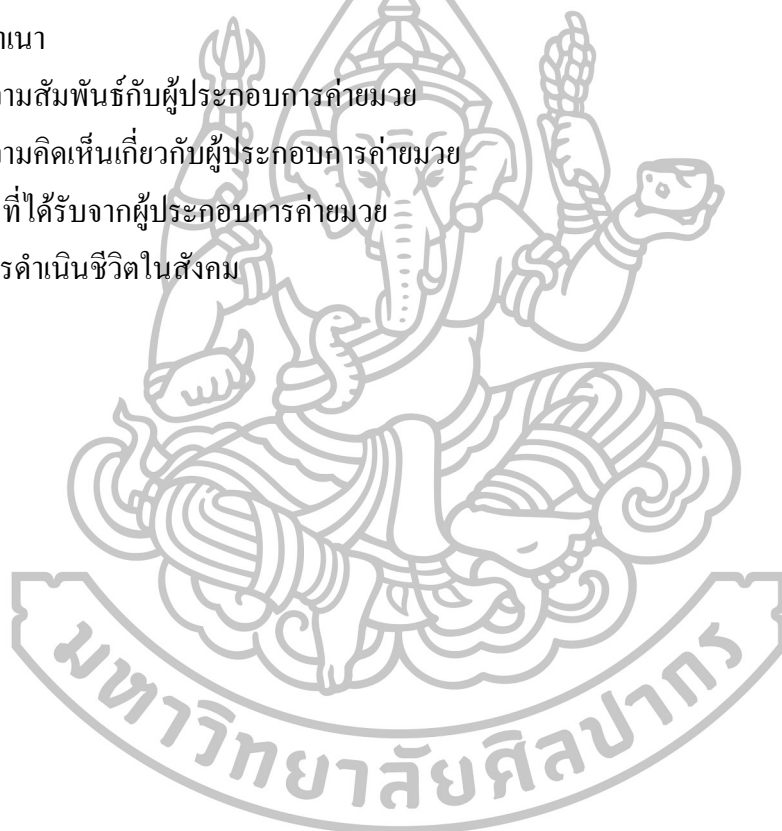 ามสัมพันธ์กับผู้ประกอบการค่ายมวย
ามคิดเห็นเกี่ยวกับผู้ประกอบการค่ายมวย
ที่ได้รับจากผู้ประกอบการค่ายมวย
รดำเนินชีวิตในสังคม
มหาวิทยาลัยศิลปากร